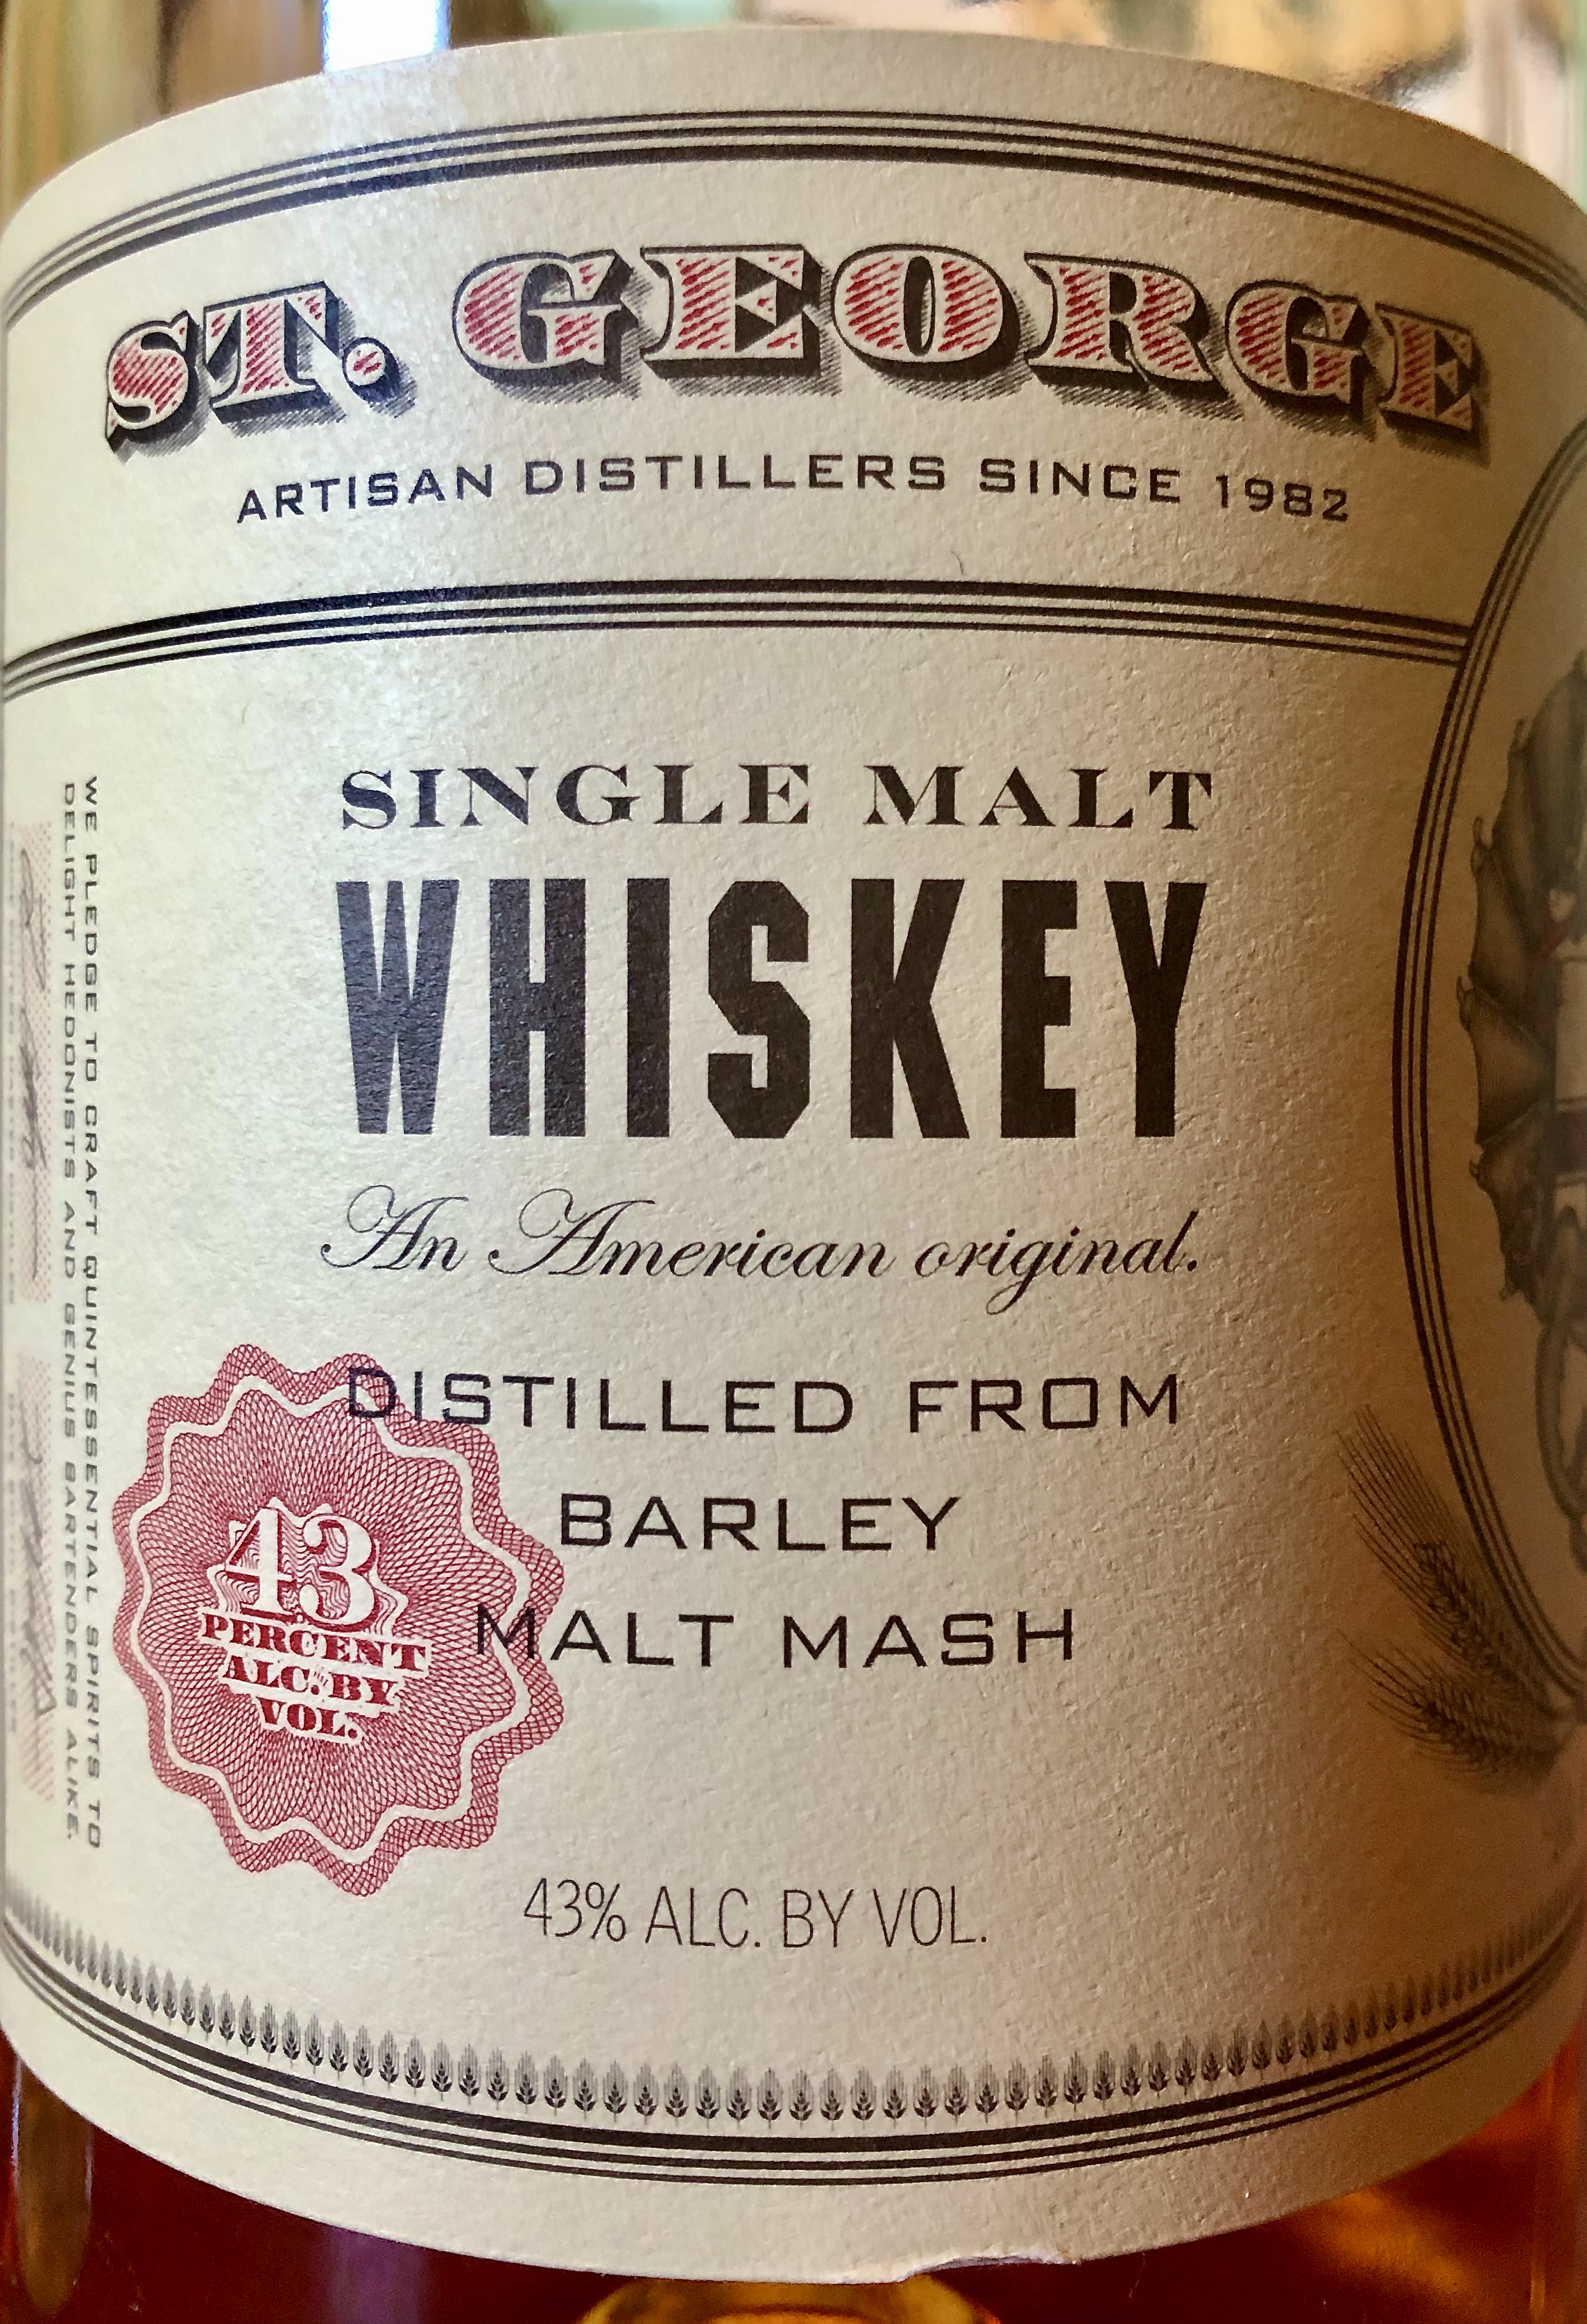 ST. GEORGE
ARTISAN DISTILLERS SINCE 1982
SINGLE MALT
WHISKEY
An American original.
DISTILLED FROM
BARLEY
MALT MASH
43
PERCENT
ALC. BY
VOL.
43% ALC. BY VOL.
WE PLEDGE TO CRAFT QUINTESSENTIAL SPIRITS TO
DELIGHT HEDONISTS AND GENIUS BARTENDERS ALIKE.